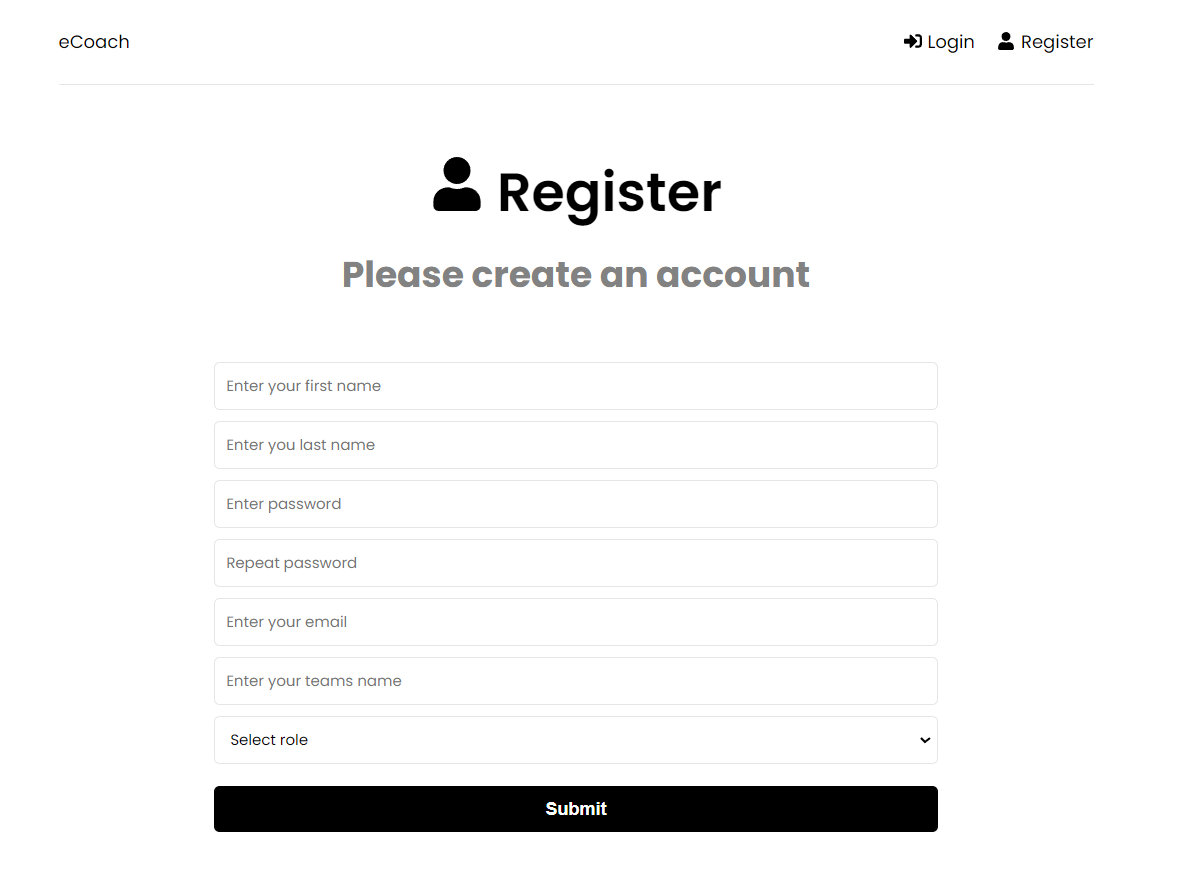 eCoach
Login
Register
Register
Please create an account
Enter your first name
Enter you last name
Enter password
Repeat password
Enter your email
Enter your teams name
Select role
Submit